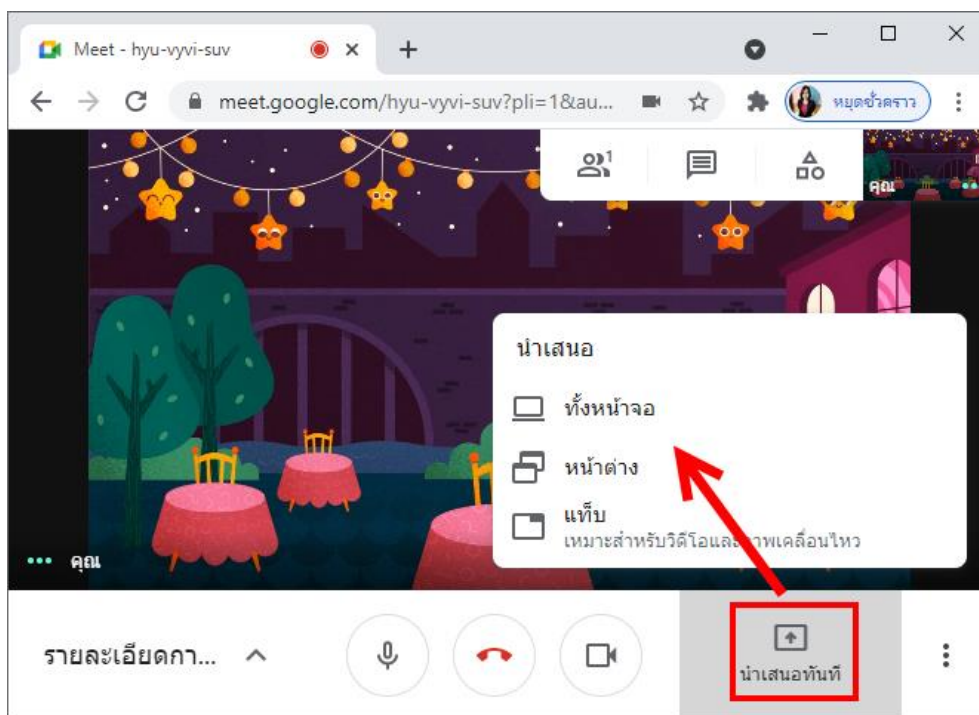 Meet - hyu-vyvi-suv
meet.google.com/hyu-vyvi-suv?pli=1&au...
หยุดชั่วคราว
1
คุณ
นำเสนอ
ทั้งหน้าจอ
หน้าต่าง
แท็บ
เหมาะสำหรับวิดีโอและภาพเคลื่อนไหว
คุณ
รายละเอียดกา...
นำเสนอทันที